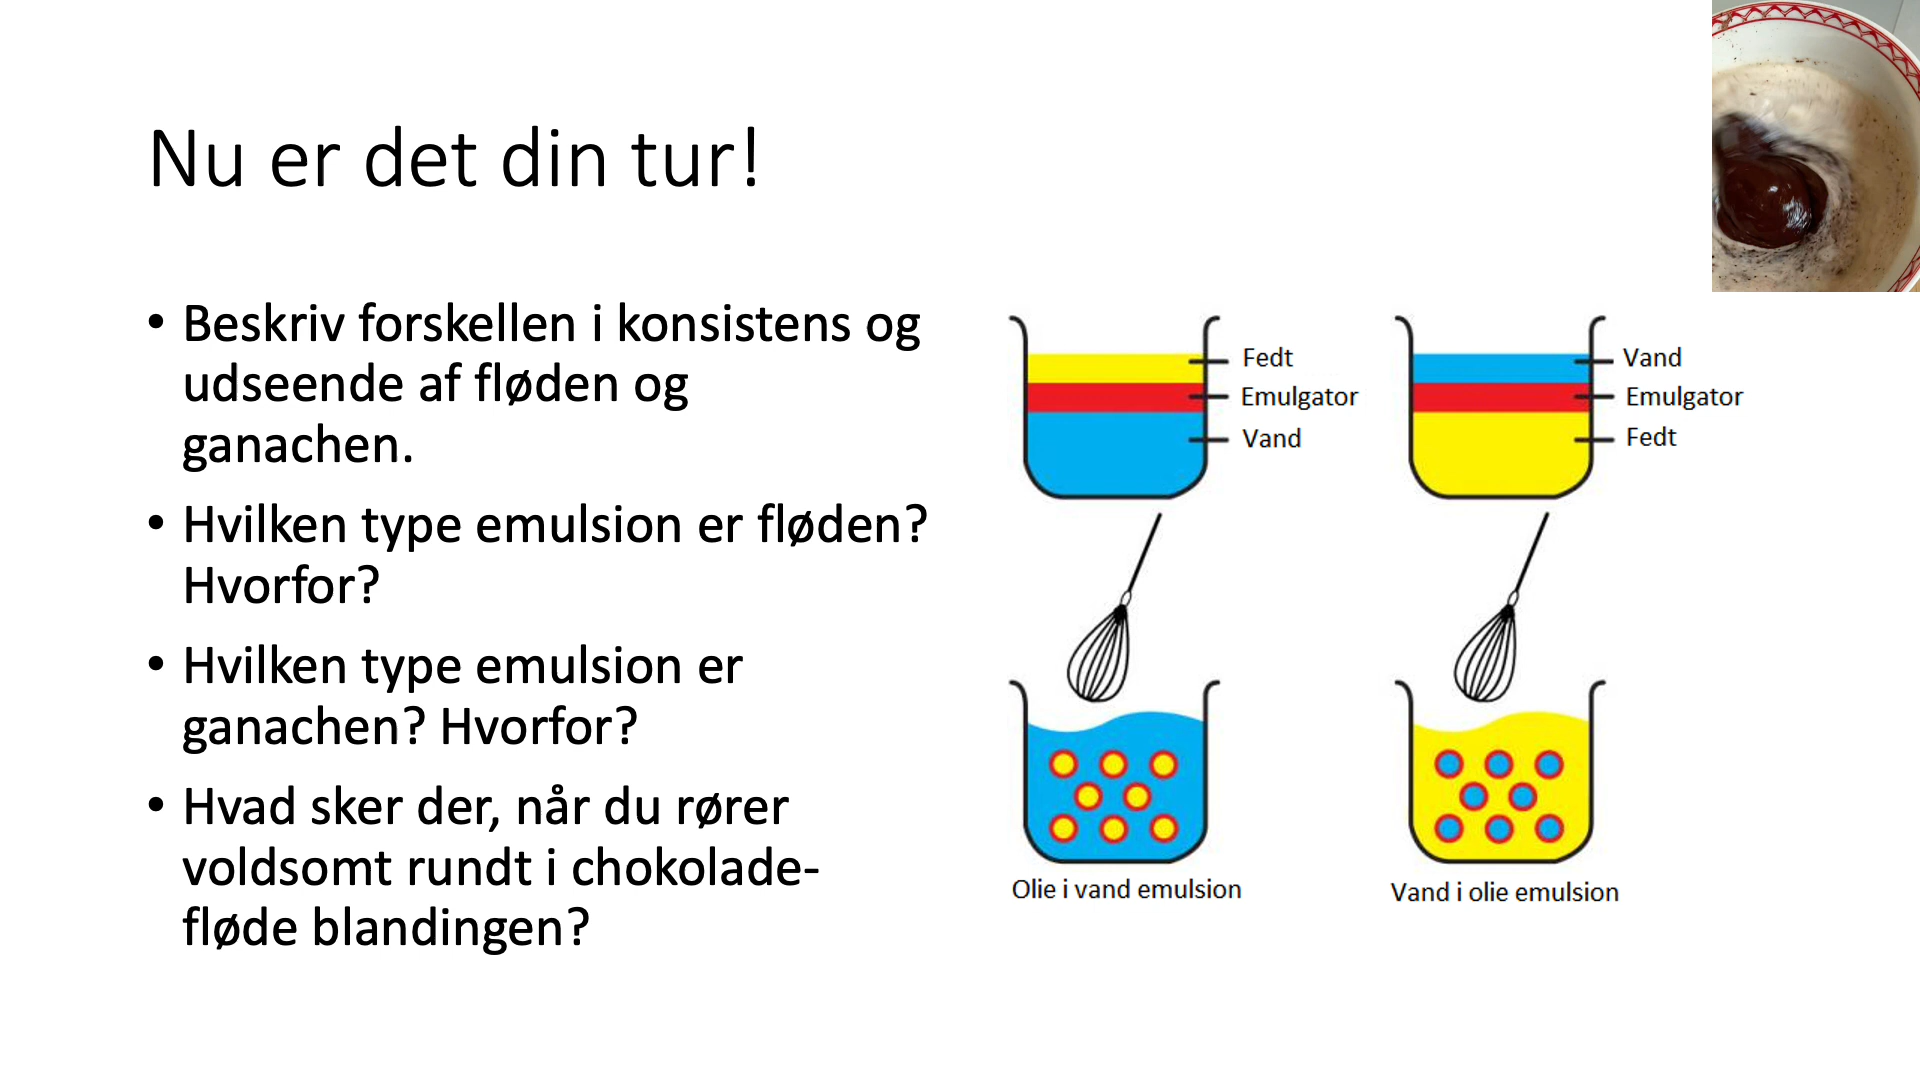 Nu er det din tur!
• Beskriv forskellen i konsistens og
udseende af fløden og
ganachen.
• Hvilken type emulsion er fløden?
Hvorfor?
• Hvilken type emulsion er
ganachen? Hvorfor?
• Hvad sker der, når du rører
voldsomt rundt i chokolade-
fløde blandingen?
Fedt
Emulgator
Vand
Olie i vand emulsion
Vand
Emulgator
Fedt
Vand i olie emulsion